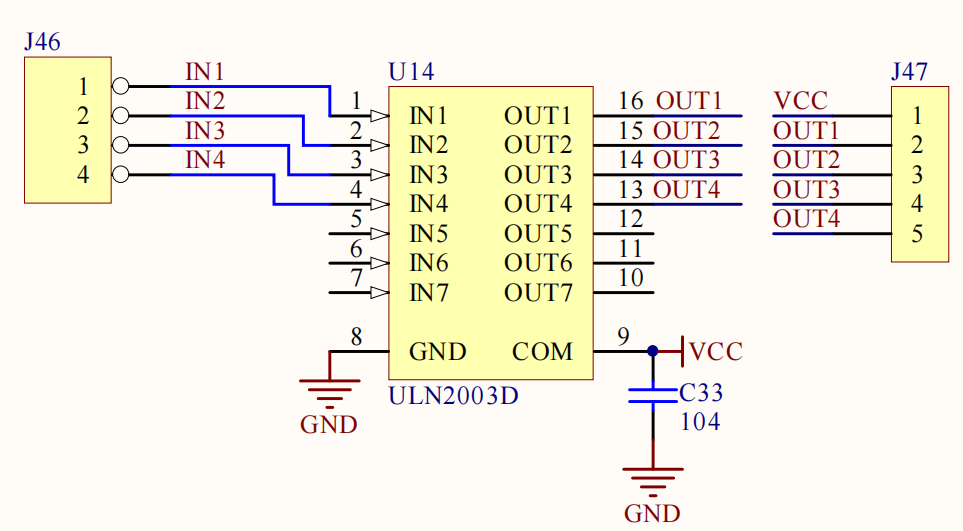 J46
1 IN1
2 IN2
3 IN3
4 IN4
U14
1 IN1 OUT1 16 OUT1
2 IN2 OUT2 15 OUT2
3 IN3 OUT3 14 OUT3
4 IN4 OUT4 13 OUT4
5 IN5 OUT5 12
6 IN6 OUT6 11
7 IN7 OUT7 10
8 GND COM 9 VCC
ULN2003D
GND
C33
104
GND
J47
VCC 1
OUT1 2
OUT2 3
OUT3 4
OUT4 5